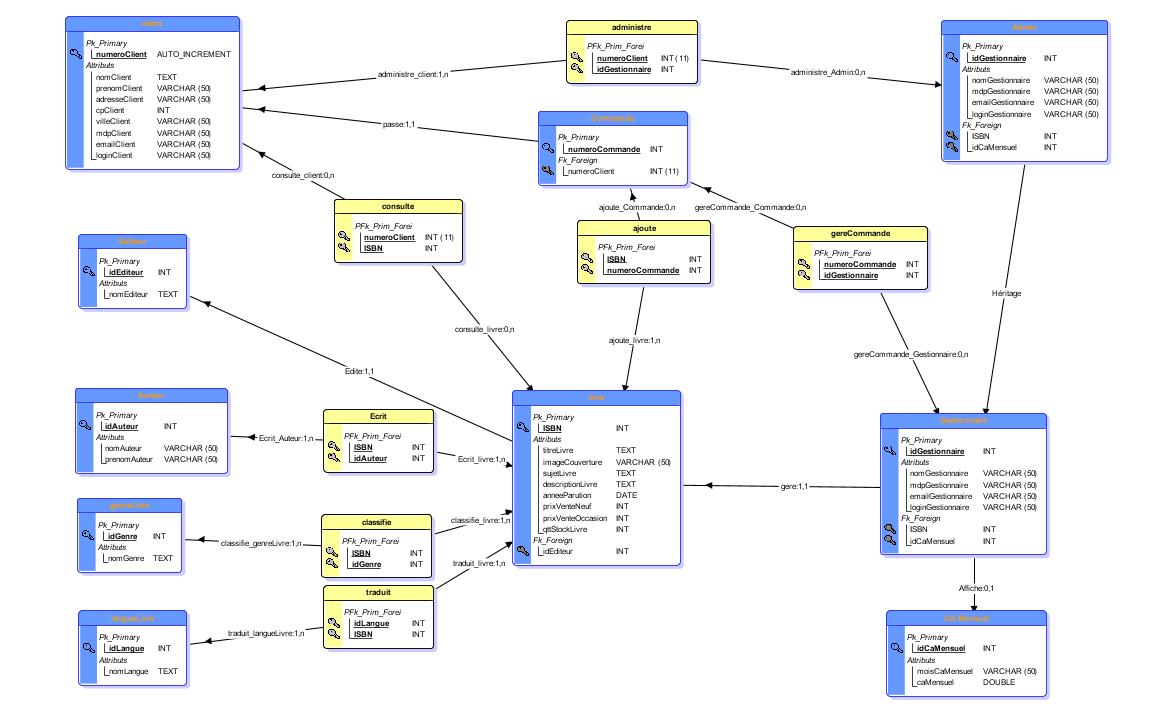 client
Pk_Primary
numeroClient AUTO_INCREMENT
Attributs
nomClient TEXT
prenomClient VARCHAR (50)
adresseClient VARCHAR (50)
cpClient INT
villeClient VARCHAR (50)
mdpClient VARCHAR (50)
emailClient VARCHAR (50)
loginClient VARCHAR (50)
administre
PFk_Prim_Forei
numeroClient INT ( 11)
idGestionnaire INT
Admin
Pk_Primary
idGestionnaire INT
Attributs
nomGestionnaire VARCHAR (50)
mdpGestionnaire VARCHAR (50)
emailGestionnaire VARCHAR (50)
loginGestionnaire VARCHAR (50)
Fk_Foreign
ISBN INT
idCaMensuel INT
administre_client:1,n
administre_Admin:0,n
passe:1,1
Commande
Pk_Primary
numeroCommande INT
Fk_Foreign
numeroClient INT (11)
consulte_client:0,n
ajoute_Commande:0,n
gereCommande_Commande:0,n
consulte
PFk_Prim_Forei
numeroClient INT ( 11)
ISBN INT
ajoute
PFk_Prim_Forei
ISBN INT
numeroCommande INT
gereCommande
PFk_Prim_Forei
numeroCommande INT
idGestionnaire INT
Editeur
Pk_Primary
idEditeur INT
Attributs
nomEditeur TEXT
Héritage
consulte_livre:0,n
ajoute_livre:1,n
gereCommande_Gestionnaire:0,n
Edite:1,1
Auteur
Pk_Primary
idAuteur INT
Attributs
nomAuteur VARCHAR (50)
prenomAuteur VARCHAR (50)
Ecrit_Auteur:1,n
Ecrit
PFk_Prim_Forei
ISBN INT
idAuteur INT
Ecrit_livre:1,n
livre
Pk_Primary
ISBN INT
Attributs
titreLivre TEXT
imageCouverture VARCHAR (50)
sujetLivre TEXT
descriptionLivre TEXT
anneeParution DATE
prixVenteNeuf INT
prixVenteOccasion INT
qttStockLivre INT
Fk_Foreign
idEditeur INT
gere:1,1
Gestionnaire
Pk_Primary
idGestionnaire INT
Attributs
nomGestionnaire VARCHAR (50)
mdpGestionnaire VARCHAR (50)
emailGestionnaire VARCHAR (50)
loginGestionnaire VARCHAR (50)
Fk_Foreign
ISBN INT
idCaMensuel INT
genreLivre
Pk_Primary
idGenre INT
Attributs
nomGenre TEXT
classifie_genreLivre:1,n
classifie
PFk_Prim_Forei
ISBN INT
idGenre INT
classifie_livre:1,n
traduit_livre:1,n
traduit
PFk_Prim_Forei
idLangue INT
ISBN INT
traduit_langueLivre:1,n
langueLivre
Pk_Primary
idLangue INT
Attributs
nomLangue TEXT
Affiche:0,1
CA Mensuel
Pk_Primary
idCaMensuel INT
Attributs
moisCaMensuel VARCHAR (50)
caMensuel DOUBLE